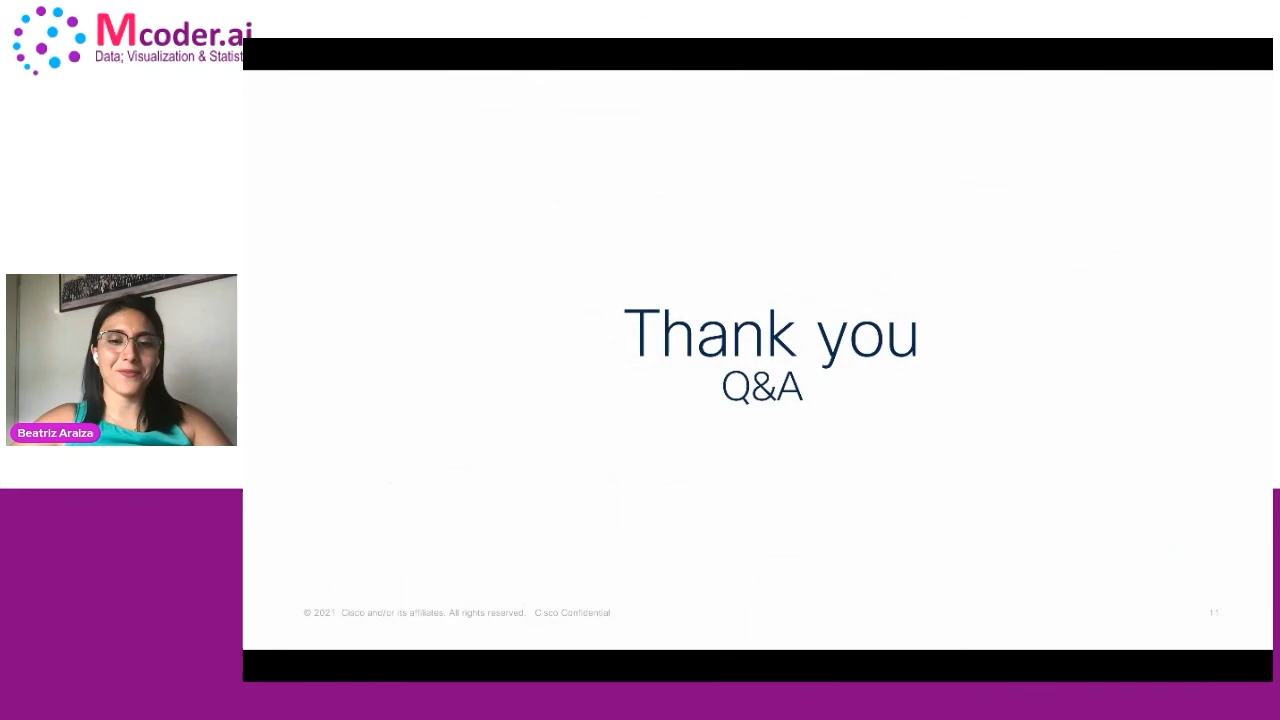 Mcoder.ai
Data; Visualization & Statist
Thank you
Q&A
Beatriz Araiza
© 2021 Cisco and/or its affiliates. All rights reserved. Cisco Confidential
11